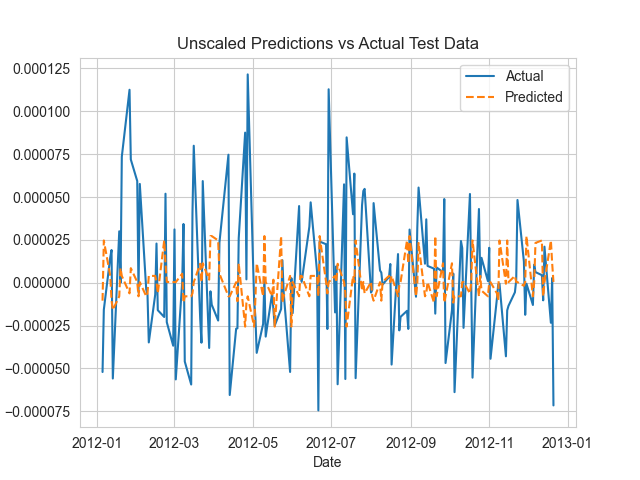 Unscaled Predictions vs Actual Test Data
Actual
Predicted
0.000125
0.000100
0.000075
0.000050
0.000025
0.000000
−0.000025
−0.000050
−0.000075
2012-01 2012-03 2012-05 2012-07 2012-09 2012-11 2013-01
Date